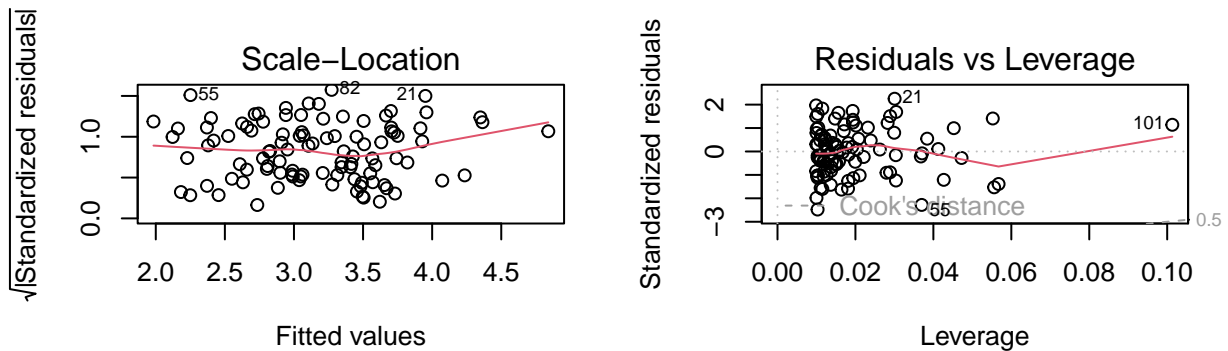 Scale−Location
√|Standardized residuals|
0.0 1.0
55 82 21
2.0 2.5 3.0 3.5 4.0 4.5
Fitted values
Residuals vs Leverage
Standardized residuals
−3 0 2
21
101
55
Cook's distance
0.5
0.00 0.02 0.04 0.06 0.08 0.10
Leverage